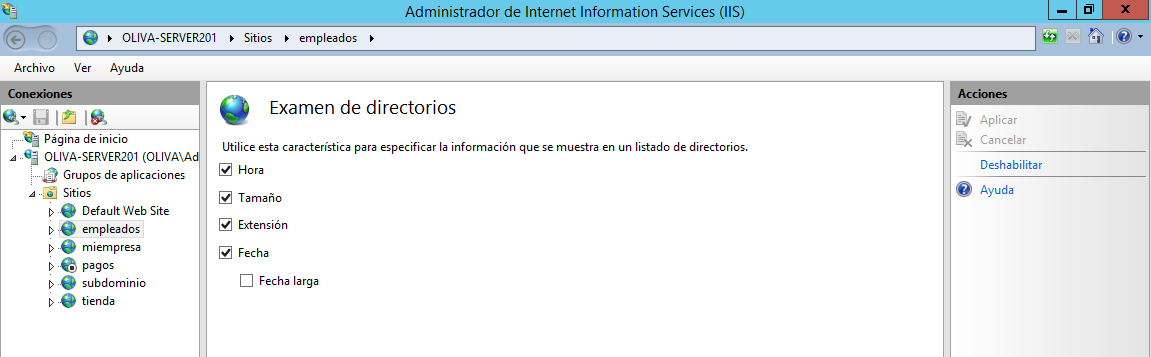 Administrador de Internet Information Services (IIS)
OLIVA-SERVER201 Sitios empleados
Archivo Ver Ayuda
Conexiones
Página de inicio
OLIVA-SERVER201 (OLIVA\Ad
Grupos de aplicaciones
Sitios
Default Web Site
empleados
miempresa
pagos
subdominio
tienda
Examen de directorios
Utilice esta característica para especificar la información que se muestra en un listado de directorios.
Hora
Tamaño
Extensión
Fecha
Fecha larga
Acciones
Aplicar
Cancelar
Deshabilitar
Ayuda